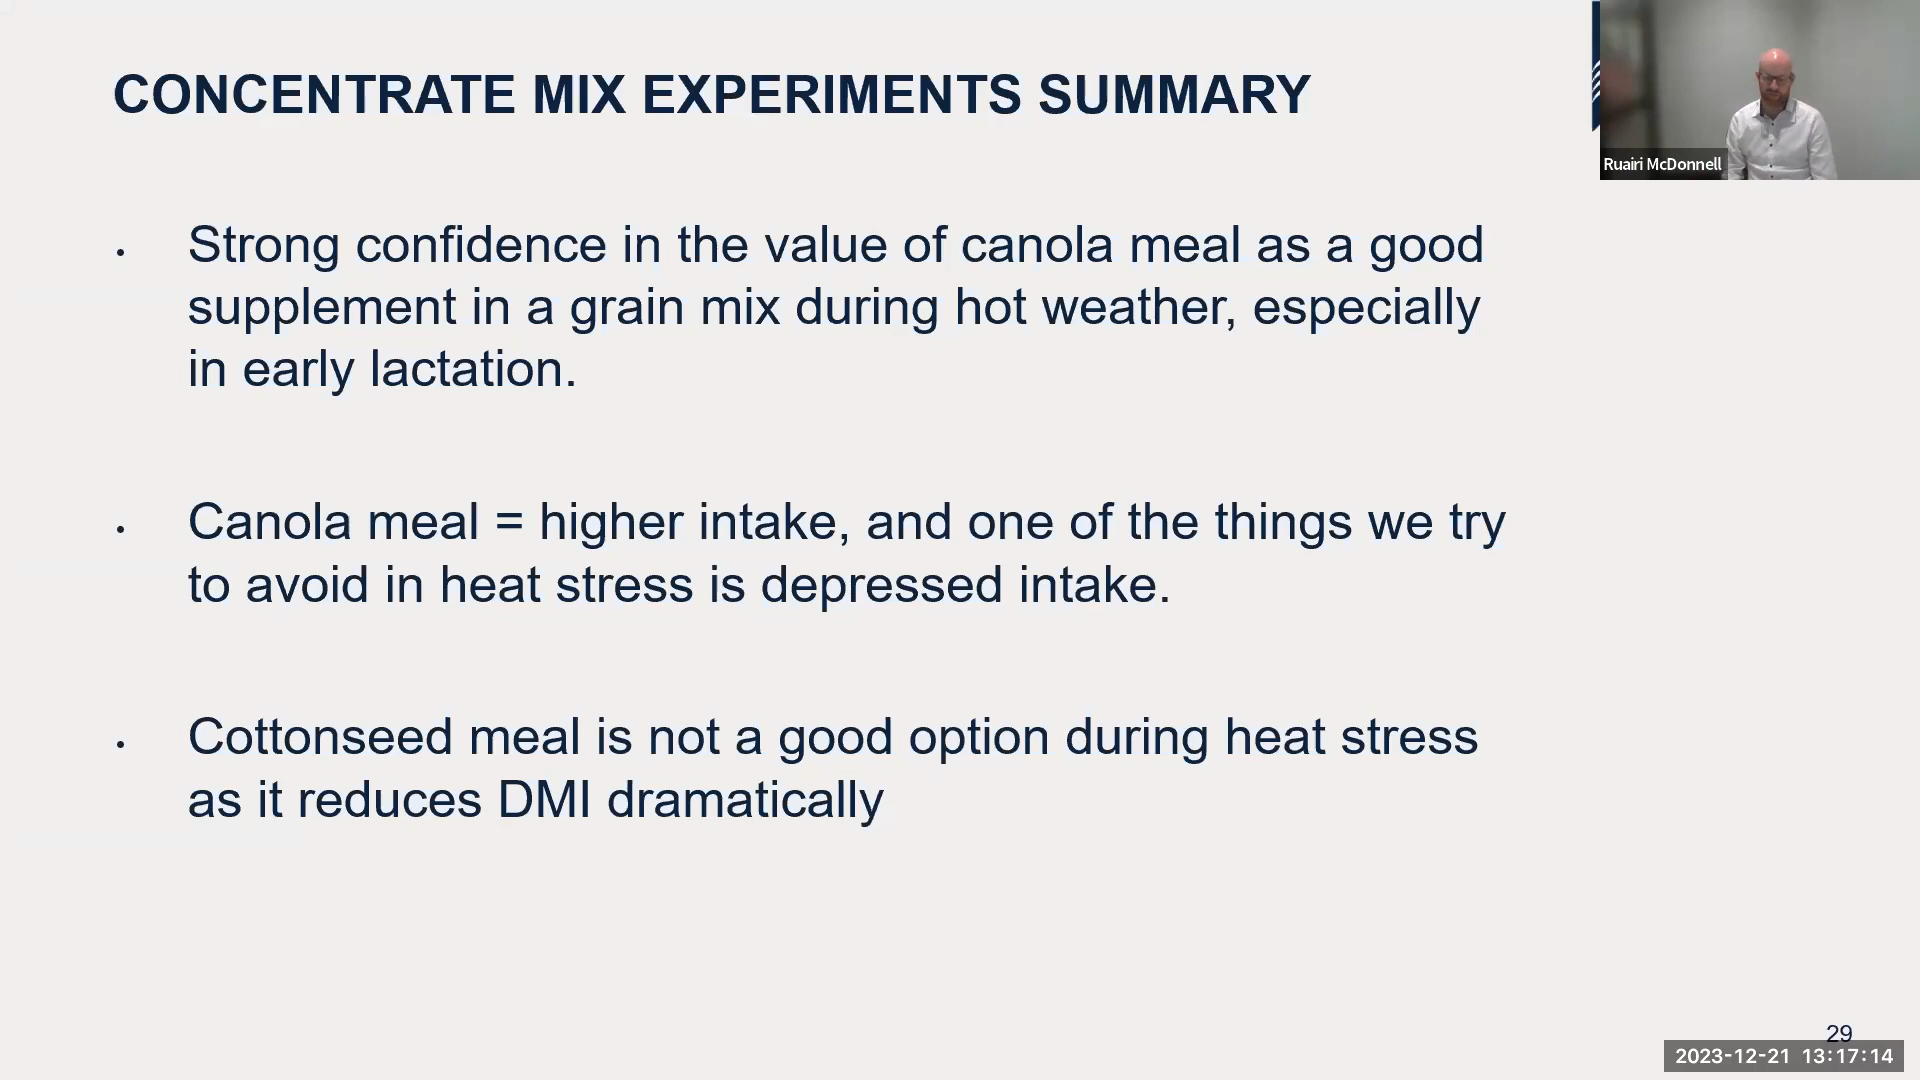 CONCENTRATE MIX EXPERIMENTS SUMMARY
Ruairi McDonnell
• Strong confidence in the value of canola meal as a good
supplement in a grain mix during hot weather, especially
in early lactation.
• Canola meal = higher intake, and one of the things we try
to avoid in heat stress is depressed intake.
• Cottonseed meal is not a good option during heat stress
as it reduces DMI dramatically
29
2023-12-21 13:17:14